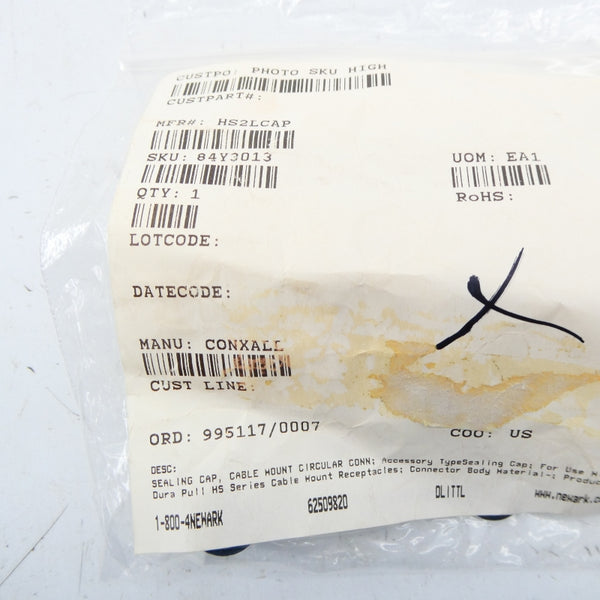 CUSTPO: PHOTO SKU HIGH
CUSTPART#:
MFR#: HS2LCAP
SKU: 84Y3013
UOM: EA1
QTY: 1
RoHS:
LOTCODE:
DATECODE:
MANU: CONXALL
CUST LINE:
ORD: 995117/0007
COO: US
DESC:
SEALING CAP, CABLE MOUNT CIRCULAR CONN; Accessory TypeSealing Cap; For Use W
Dura Pull HS Series Cable Mount Receptacles; Connector Body Material-; Produc
1-800-4NEWARK 62509820 DLITTL www.newark.c